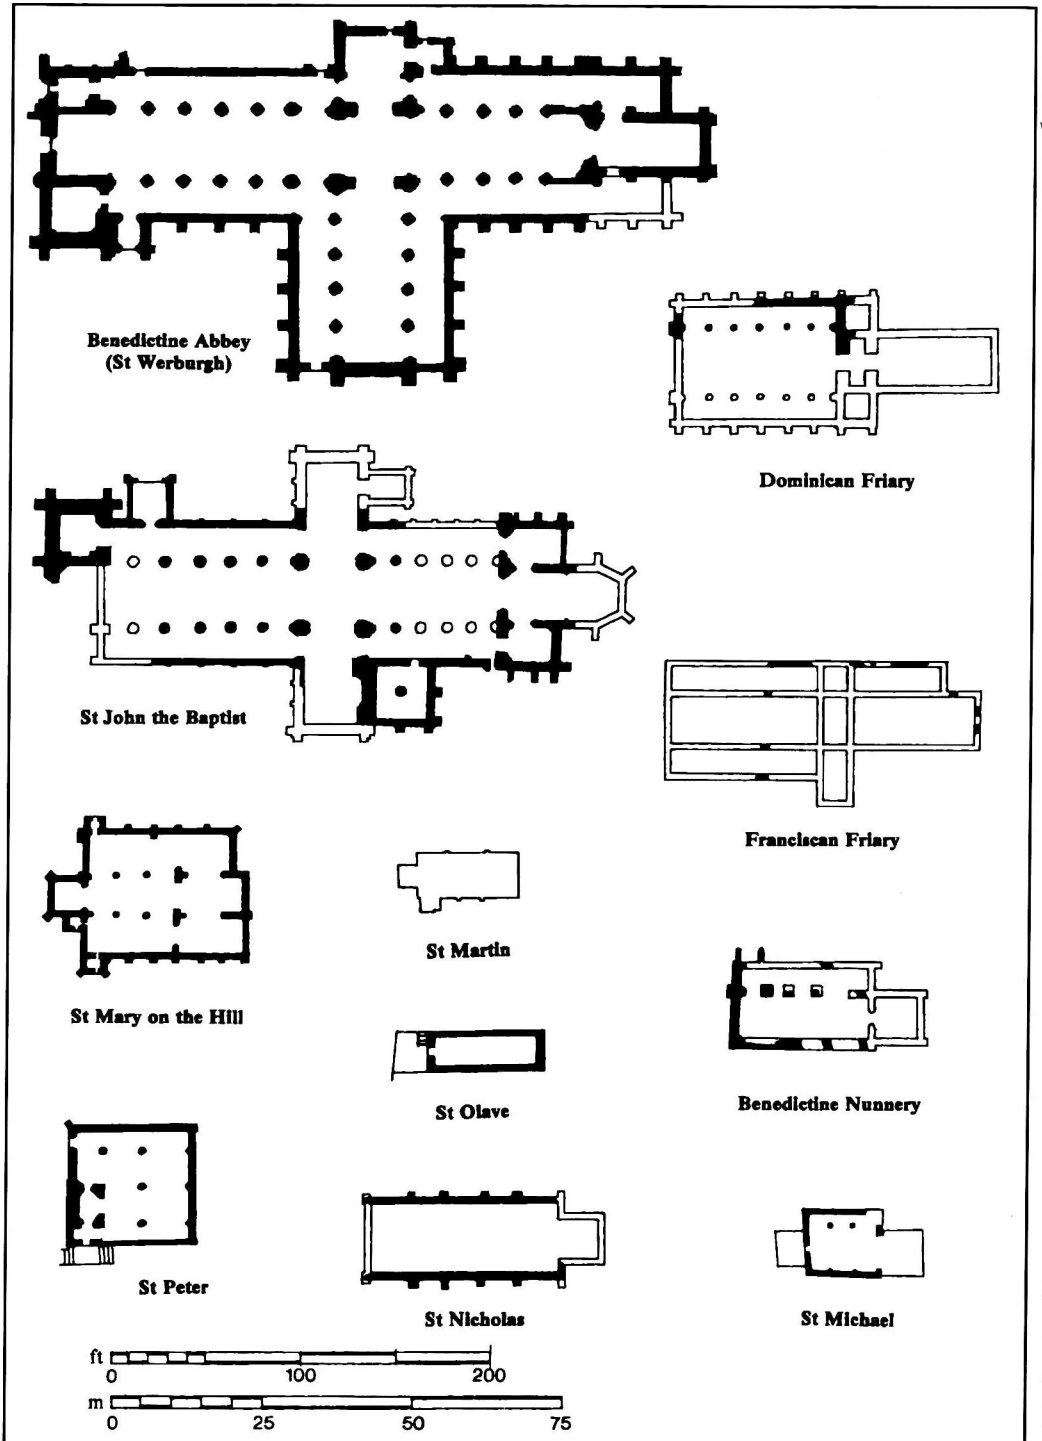 Benedictine Abbey
(St Werburgh)
Dominican Friary
St John the Baptist
Franciscan Friary
St Martin
St Mary on the Hill
St Olave
Benedictine Nunnery
St Peter
St Nicholas
St Michael
ft
0 100 200
m
0 25 50 75